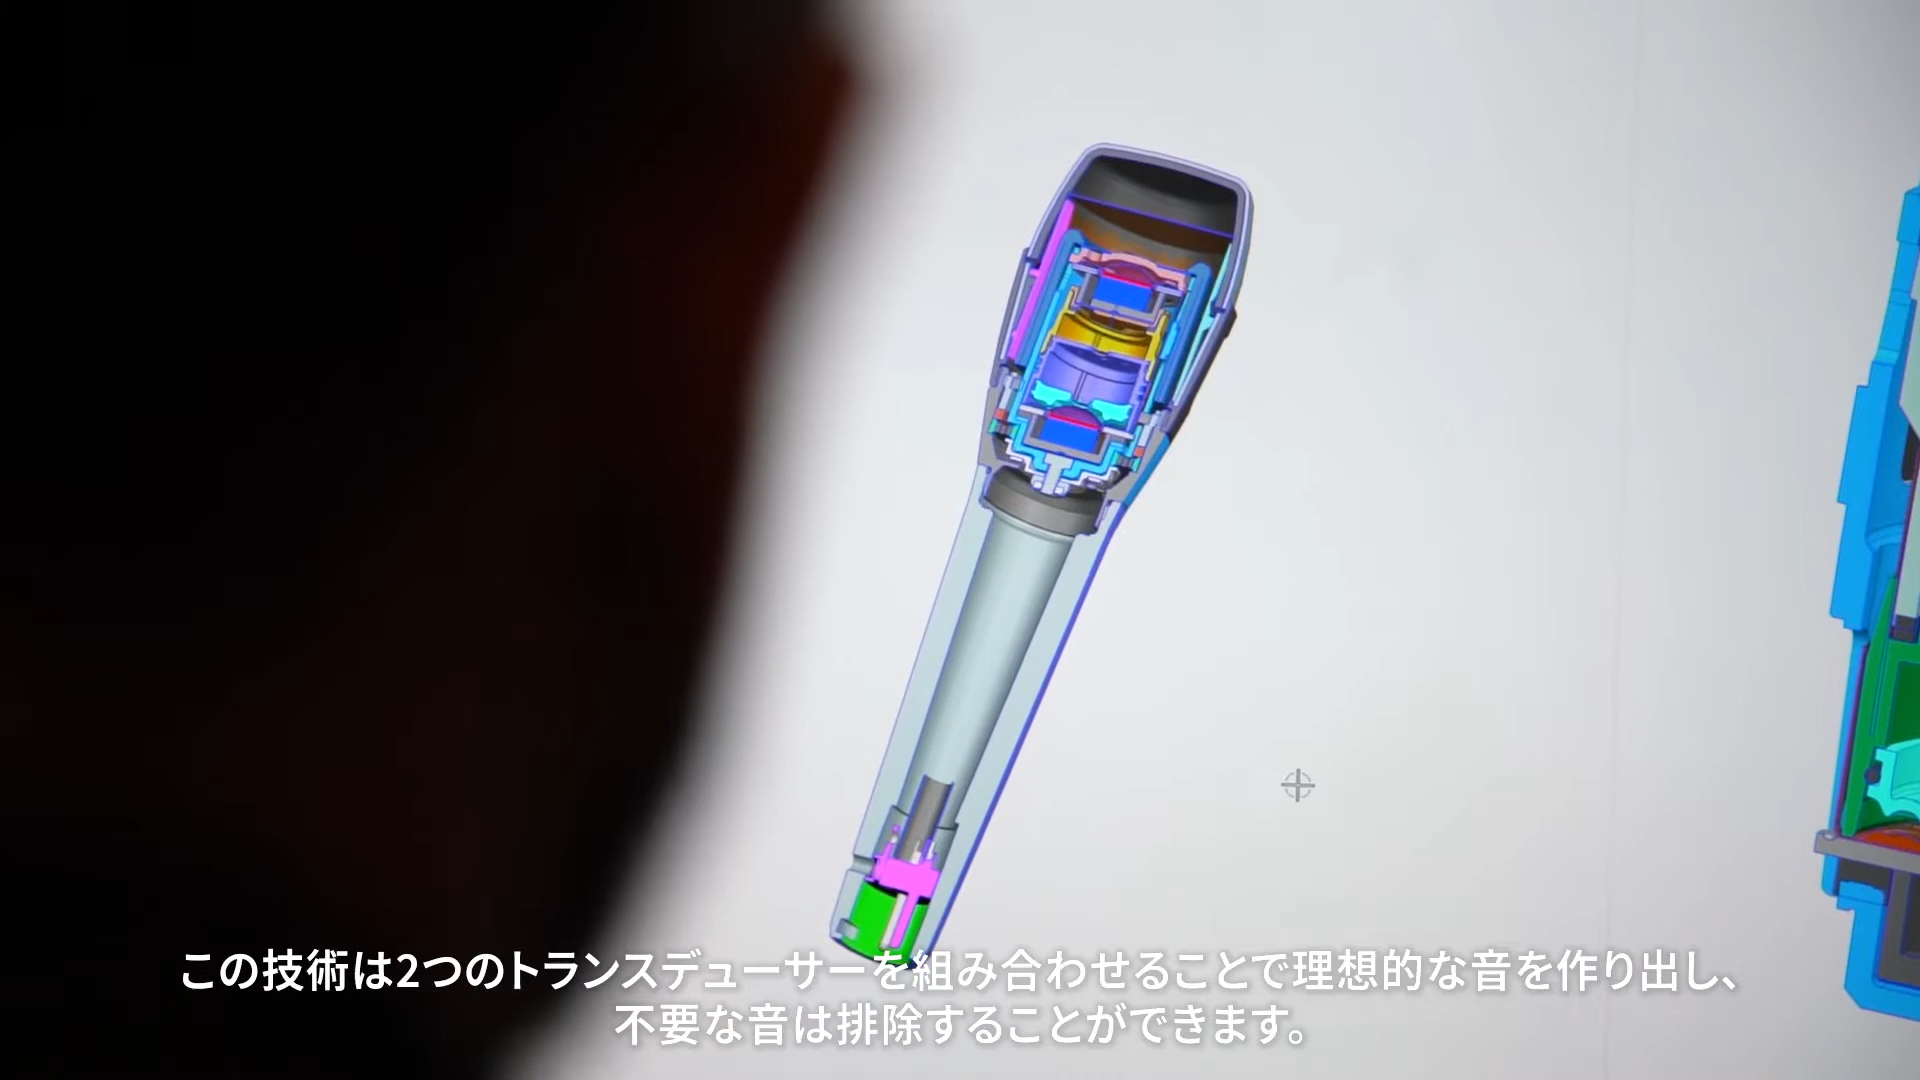 この技術は2つのトランスデューサーを組み合わせることで理想的な音を作り出し、
不要な音は排除することができます。